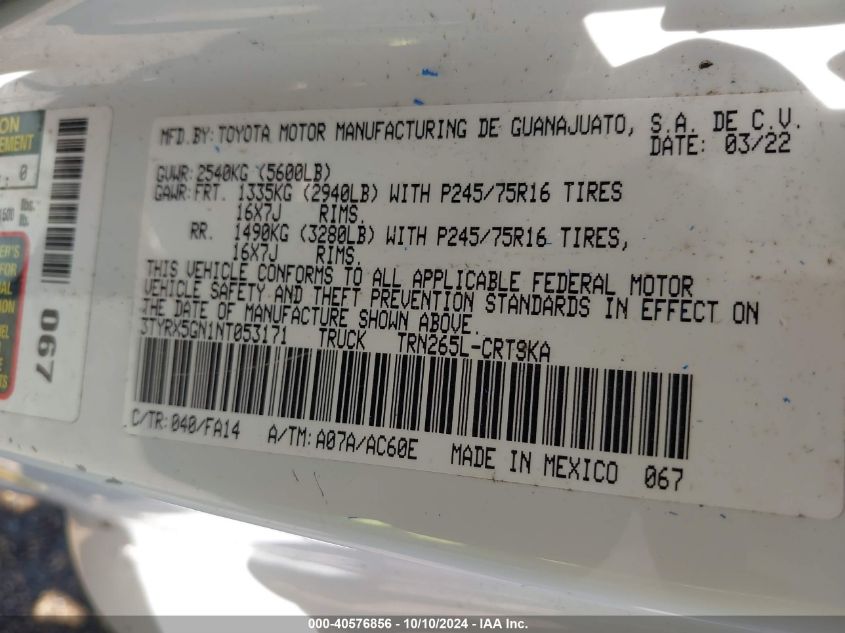 MFD.BY:TOYOTA MOTOR MANUFACTURING DE GUANAJUATO, S.A. DE C.V.
DATE: 03/22
GVWR:2540KG (5600LB)
GAWR:FRT. 1335KG (2940LB) WITH P245/75R16 TIRES
16X7J RIMS.
RR. 1490KG (3280LB) WITH P245/75R16 TIRES,
16X7J RIMS.
THIS VEHICLE CONFORMS TO ALL APPLICABLE FEDERAL MOTOR
VEHICLE SAFETY AND THEFT PREVENTION STANDARDS IN EFFECT ON
THE DATE OF MANUFACTURE SHOWN ABOVE.
3TYRX5GN1NT053171 TRUCK TRN265L-CRT9KA
C/TR:040/FA14 A/TM:A07A/AC60E MADE IN MEXICO 067
067
000-40576856 - 10/10/2024 - IAA Inc.